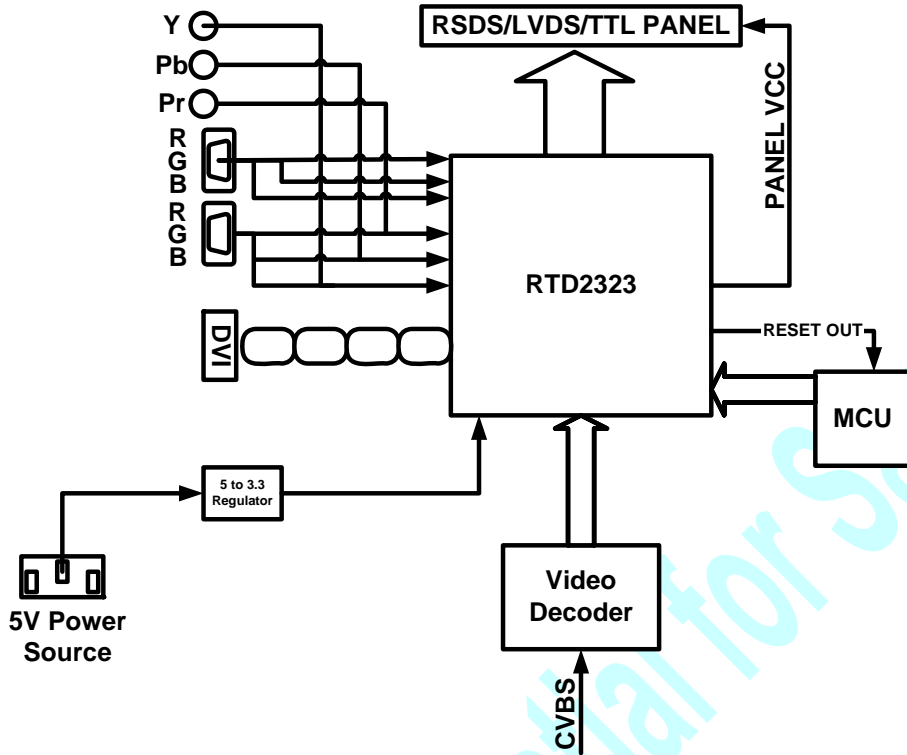 Y
Pb
Pr
R
G
B
R
G
B
DVI
RSDS/LVDS/TTL PANEL
PANEL VCC
RTD2323
RESET OUT
MCU
5 to 3.3
Regulator
5V Power
Source
Video
Decoder
CVBS
for